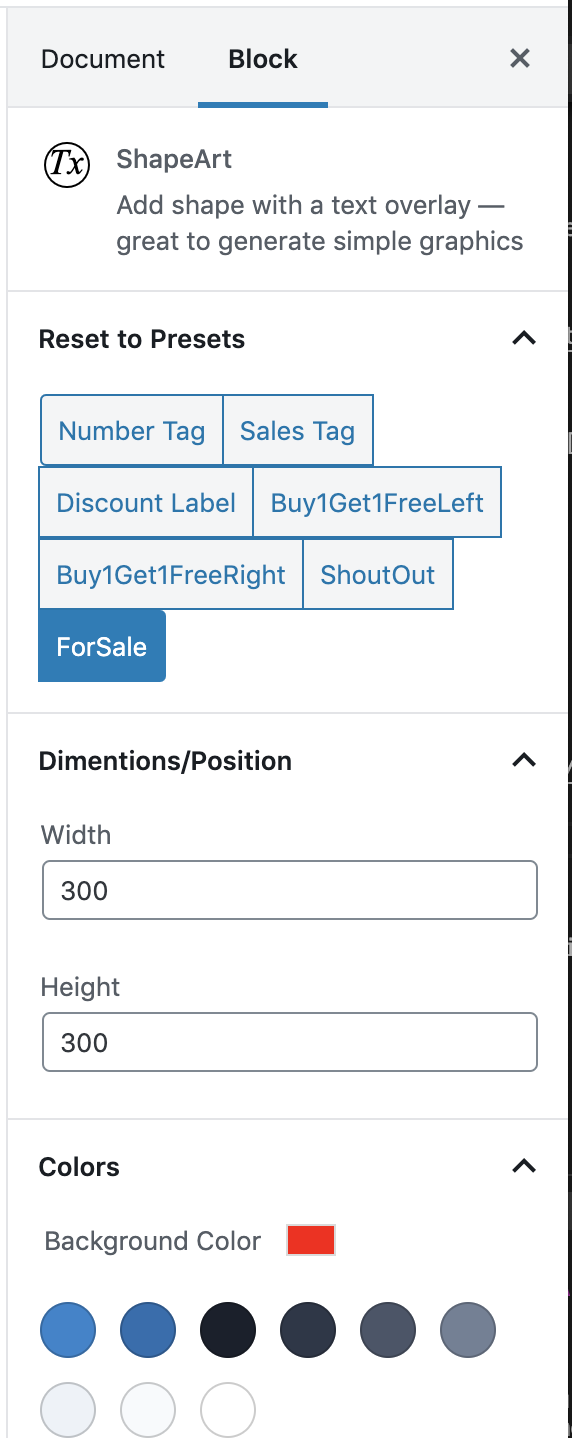 Document Block ✕
Tx
ShapeArt
Add shape with a text overlay —
great to generate simple graphics
Reset to Presets
Number Tag Sales Tag
Discount Label Buy1Get1FreeLeft
Buy1Get1FreeRight ShoutOut
ForSale
Dimentions/Position
Width
300
Height
300
Colors
Background Color